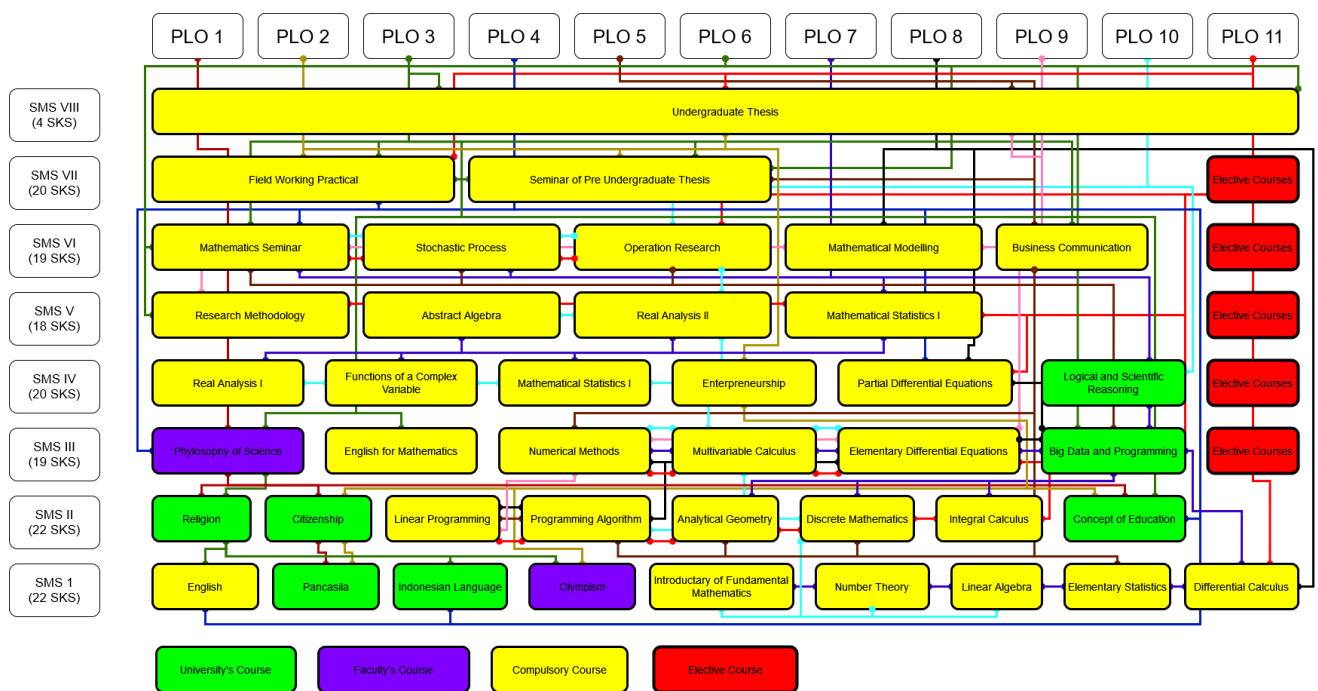 PLO 1
PLO 2
PLO 3
PLO 4
PLO 5
PLO 6
PLO 7
PLO 8
PLO 9
PLO 10
PLO 11
SMS VIII
(4 SKS)
Undergraduate Thesis
SMS VII
(20 SKS)
Field Working Practical
Seminar of Pre Undergraduate Thesis
Elective Courses
SMS VI
(19 SKS)
Mathematics Seminar
Stochastic Process
Operation Research
Mathematical Modelling
Business Communication
Elective Courses
SMS V
(18 SKS)
Research Methodology
Abstract Algebra
Real Analysis II
Mathematical Statistics I
Elective Courses
SMS IV
(20 SKS)
Real Analysis I
Functions of a Complex
Variable
Mathematical Statistics I
Enterpreneurship
Partial Differential Equations
Logical and Scientific
Reasoning
Elective Courses
SMS III
(19 SKS)
Phylosophy of Science
English for Mathematics
Numerical Methods
Multivariable Calculus
Elementary Differential Equations
Big Data and Programming
Elective Courses
SMS II
(22 SKS)
Religion
Citizenship
Linear Programming
Programming Algorithm
Analytical Geometry
Discrete Mathematics
Integral Calculus
Concept of Education
SMS 1
(22 SKS)
English
Pancasila
Indonesian Language
Olympism
Introductary of Fundamental
Mathematics
Number Theory
Linear Algebra
Elementary Statistics
Differential Calculus
University's Course
Faculty's Course
Compulsory Course
Elective Course